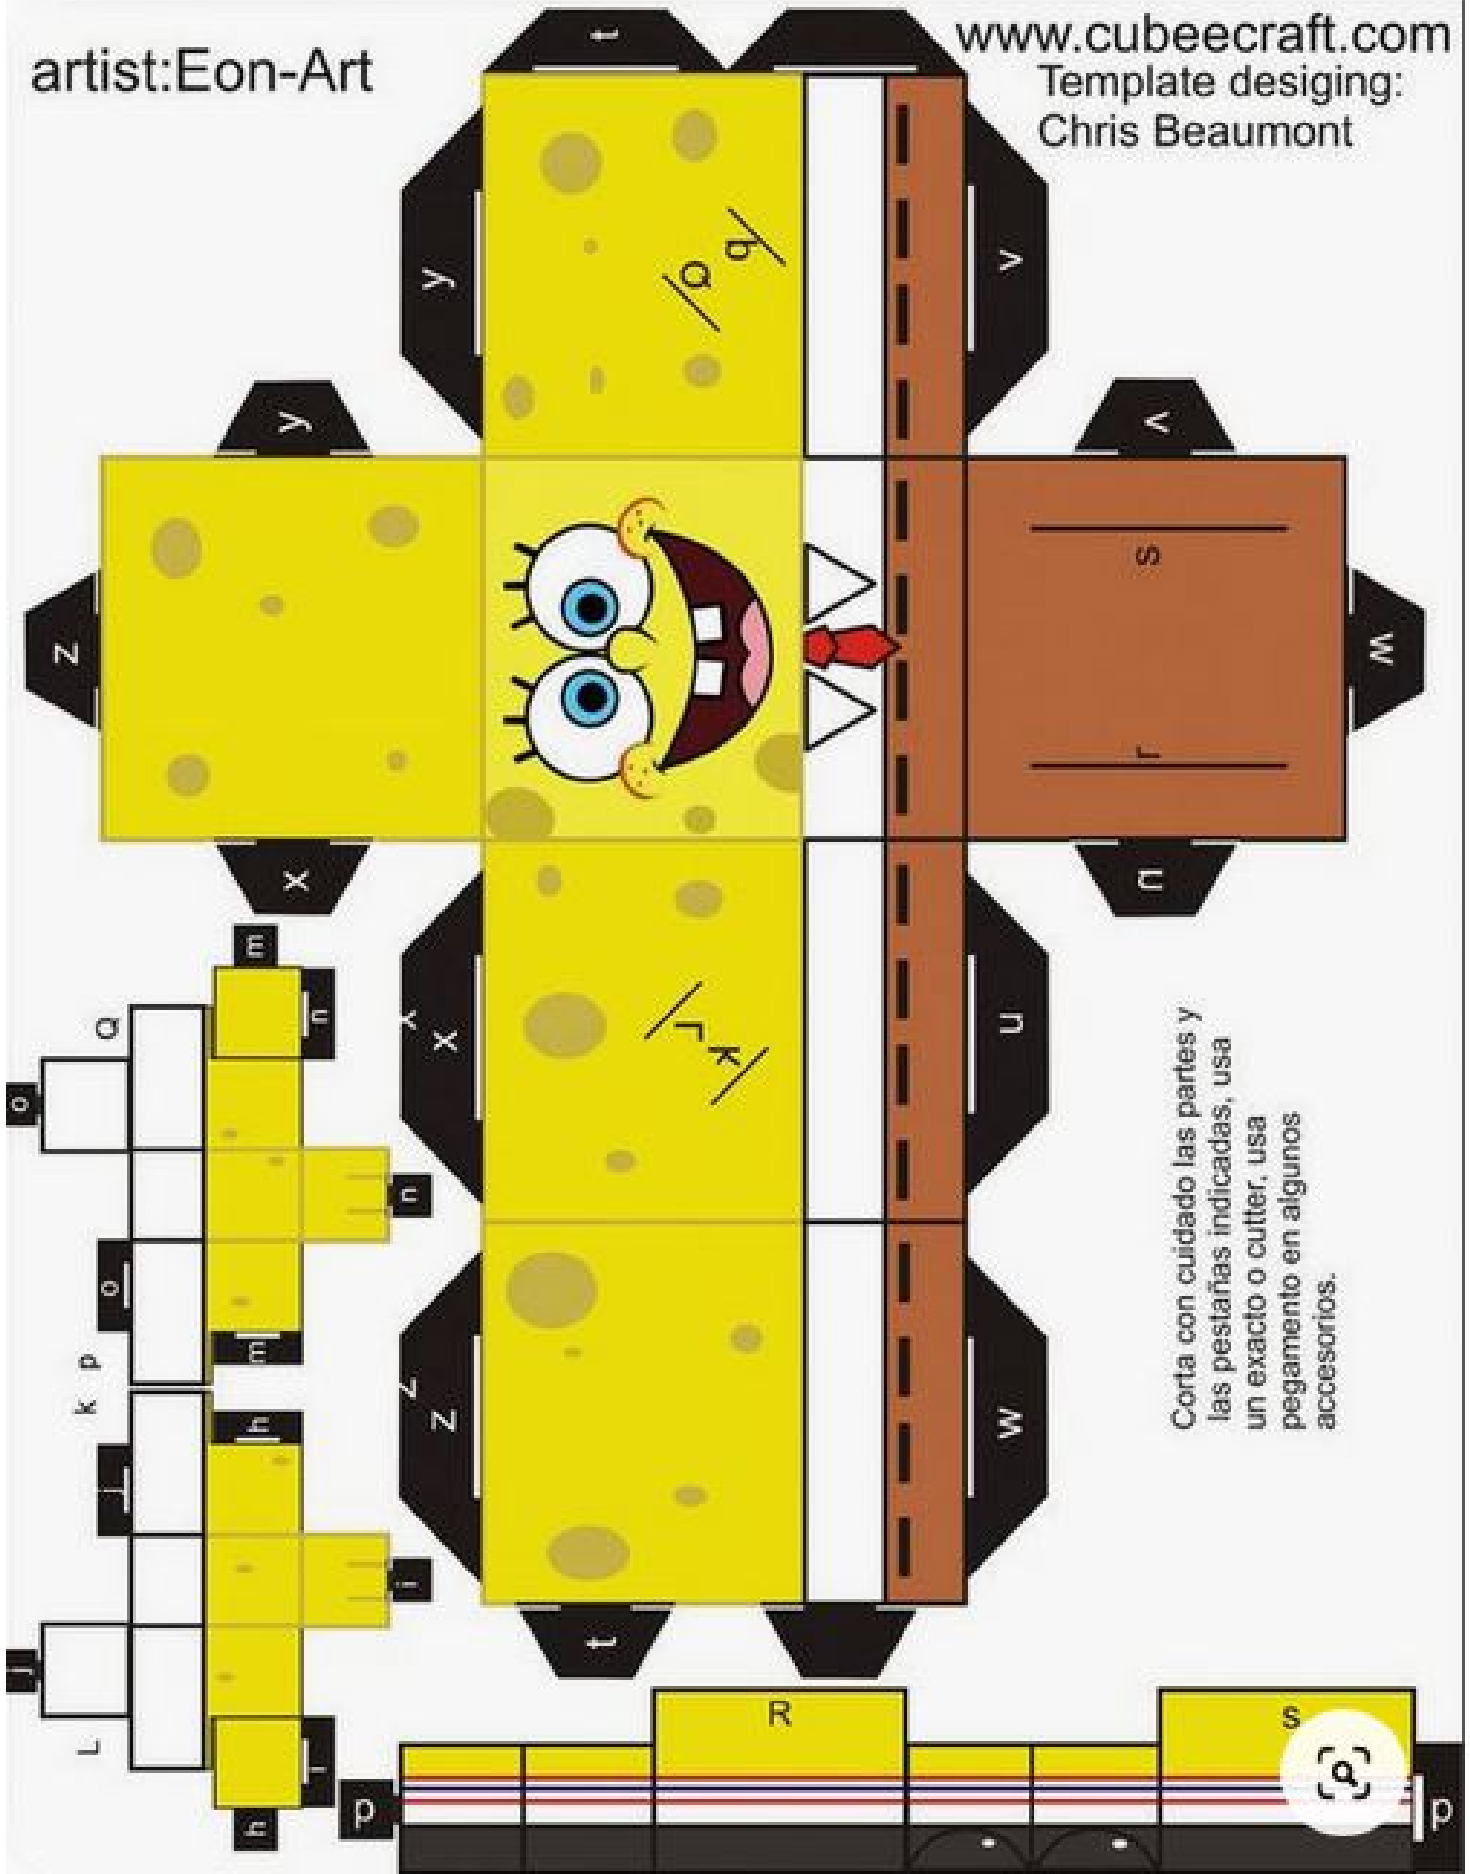 artist:Eon-Art
www.cubeecraft.com
Template desiging:
Chris Beaumont
t
y
v
b
Q
y
v
z
s
r
w
x
u
m
n
Q
o
x
u
L
k
n
o
p
m
z
w
k
h
j
i
j
L
i
h
t
Corta con cuidado las partes y
las pestañas indicadas, usa
un exacto o cutter, usa
pegamento en algunos
accesorios.
R
s
p
p